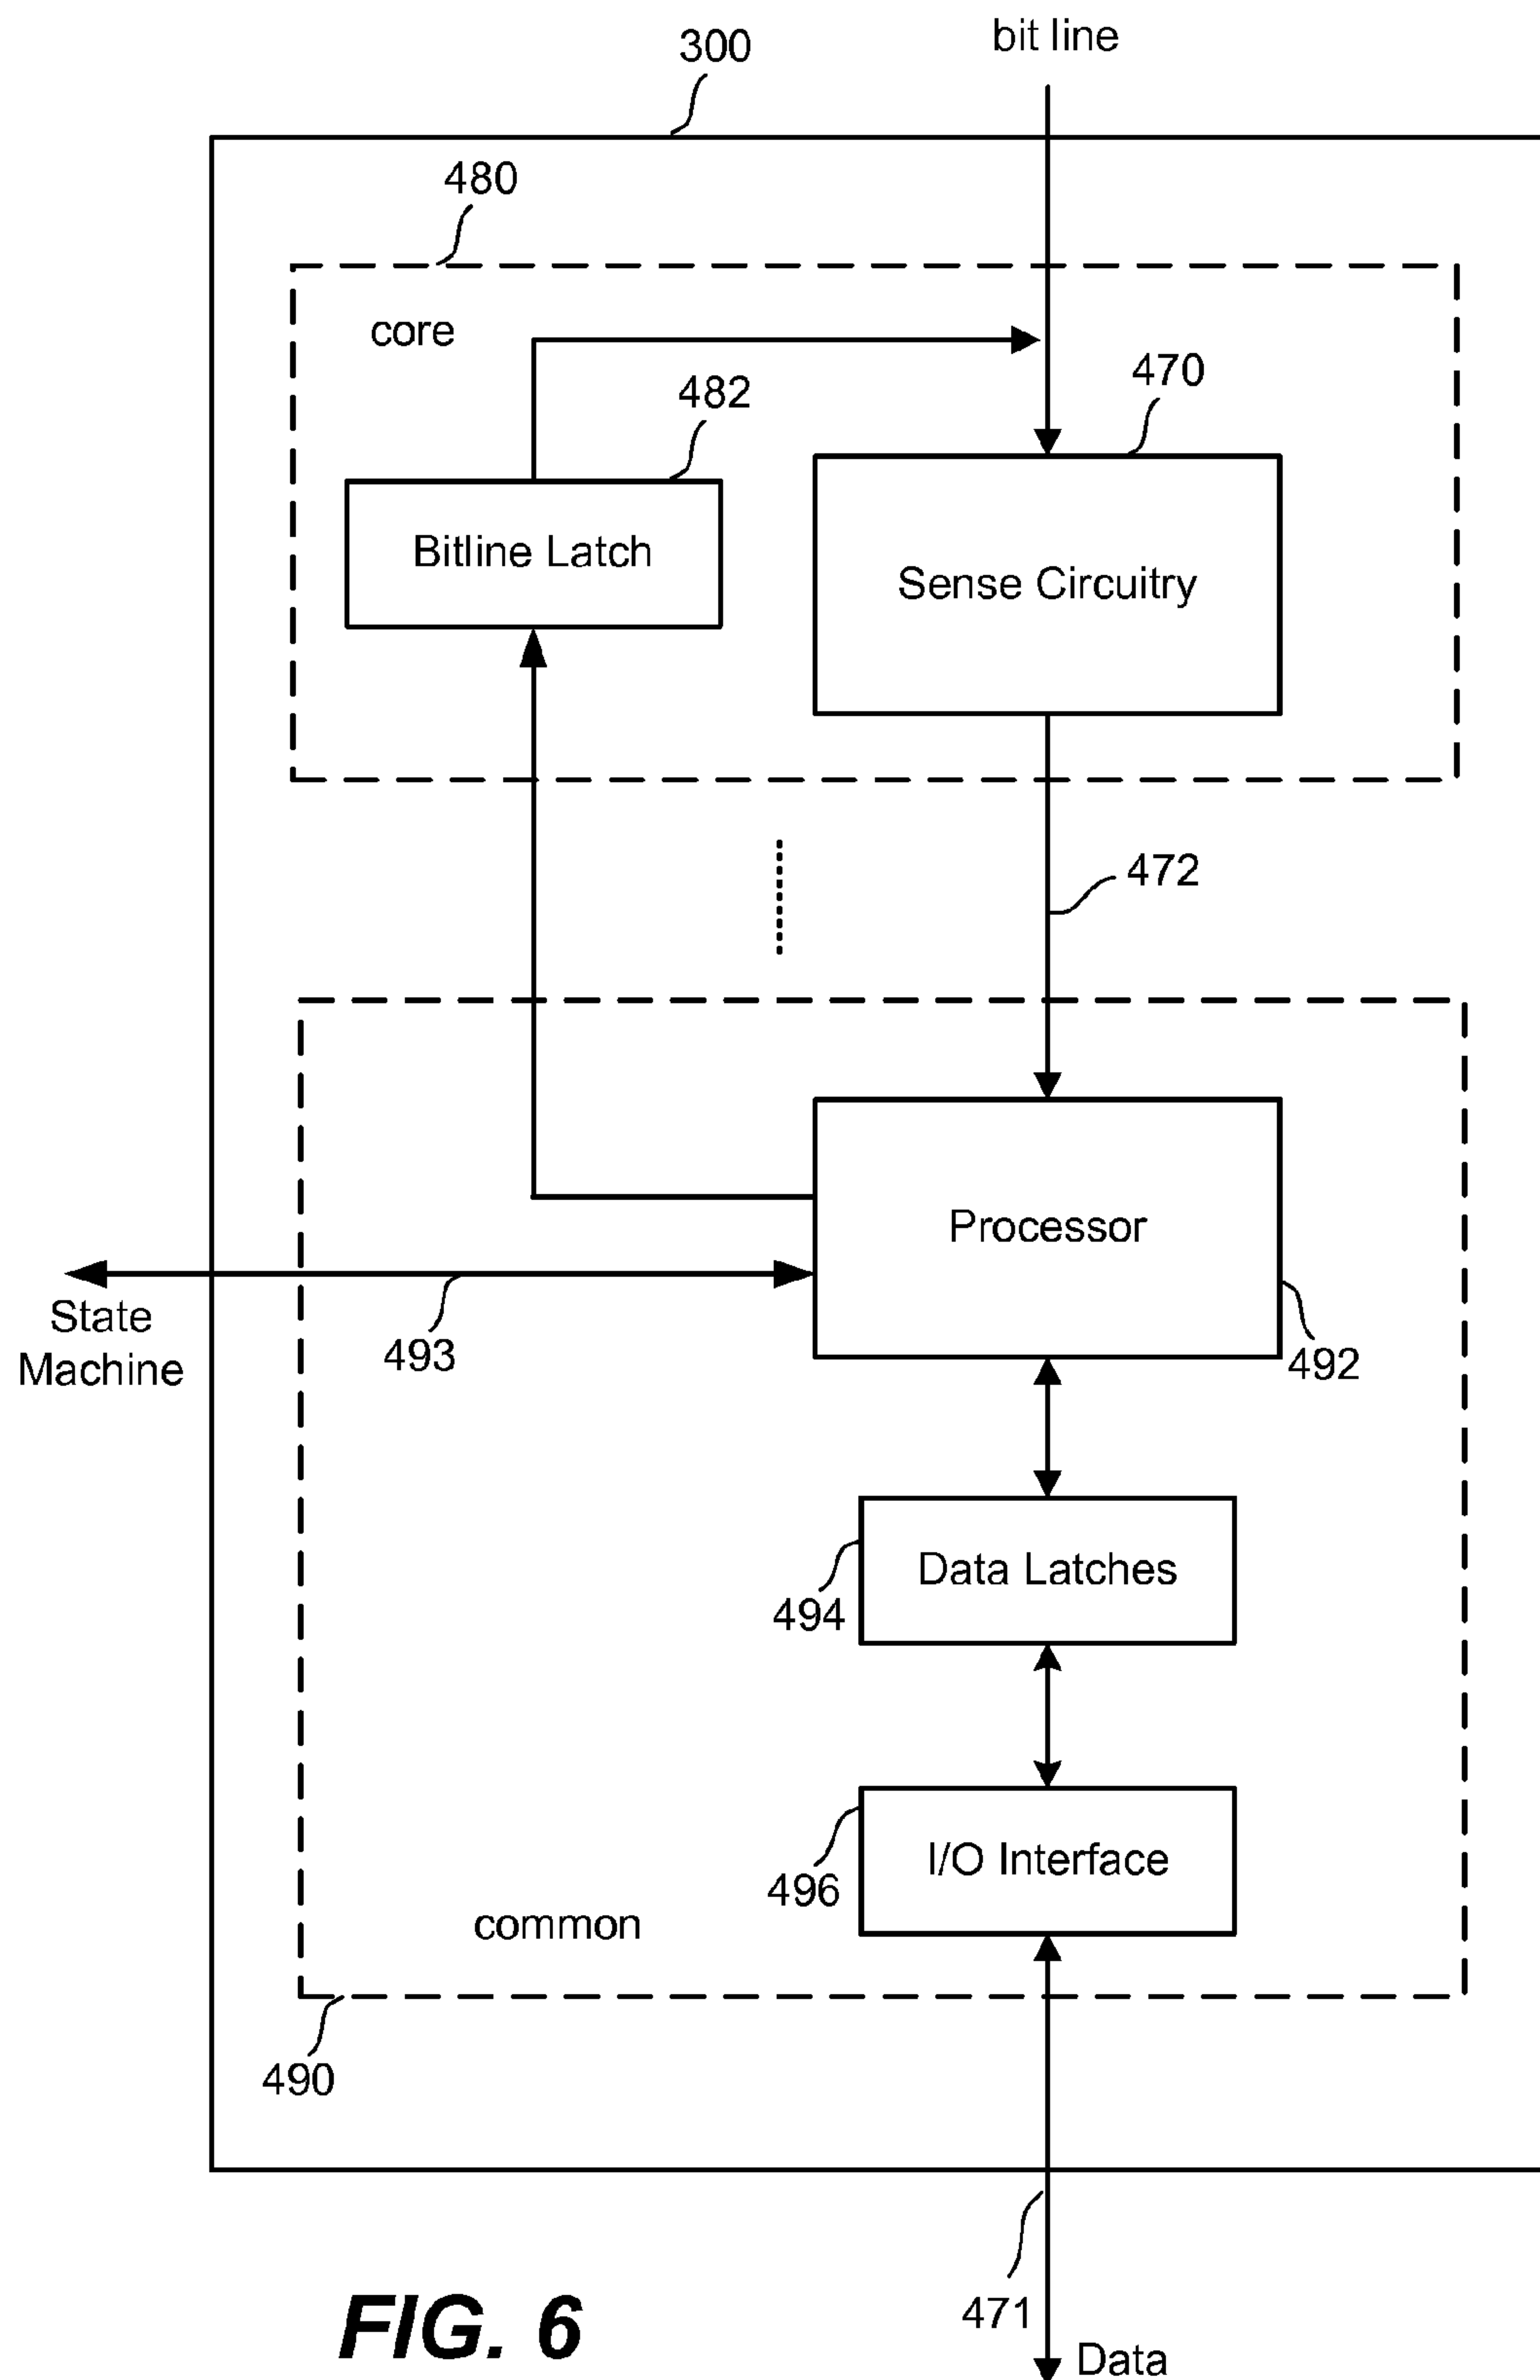 300
bit line
480
core
470
482
Bitline Latch
Sense Circuitry
472
Processor
State
Machine
493
492
Data Latches
494
I/O Interface
496
common
490
471
FIG. 6
Data